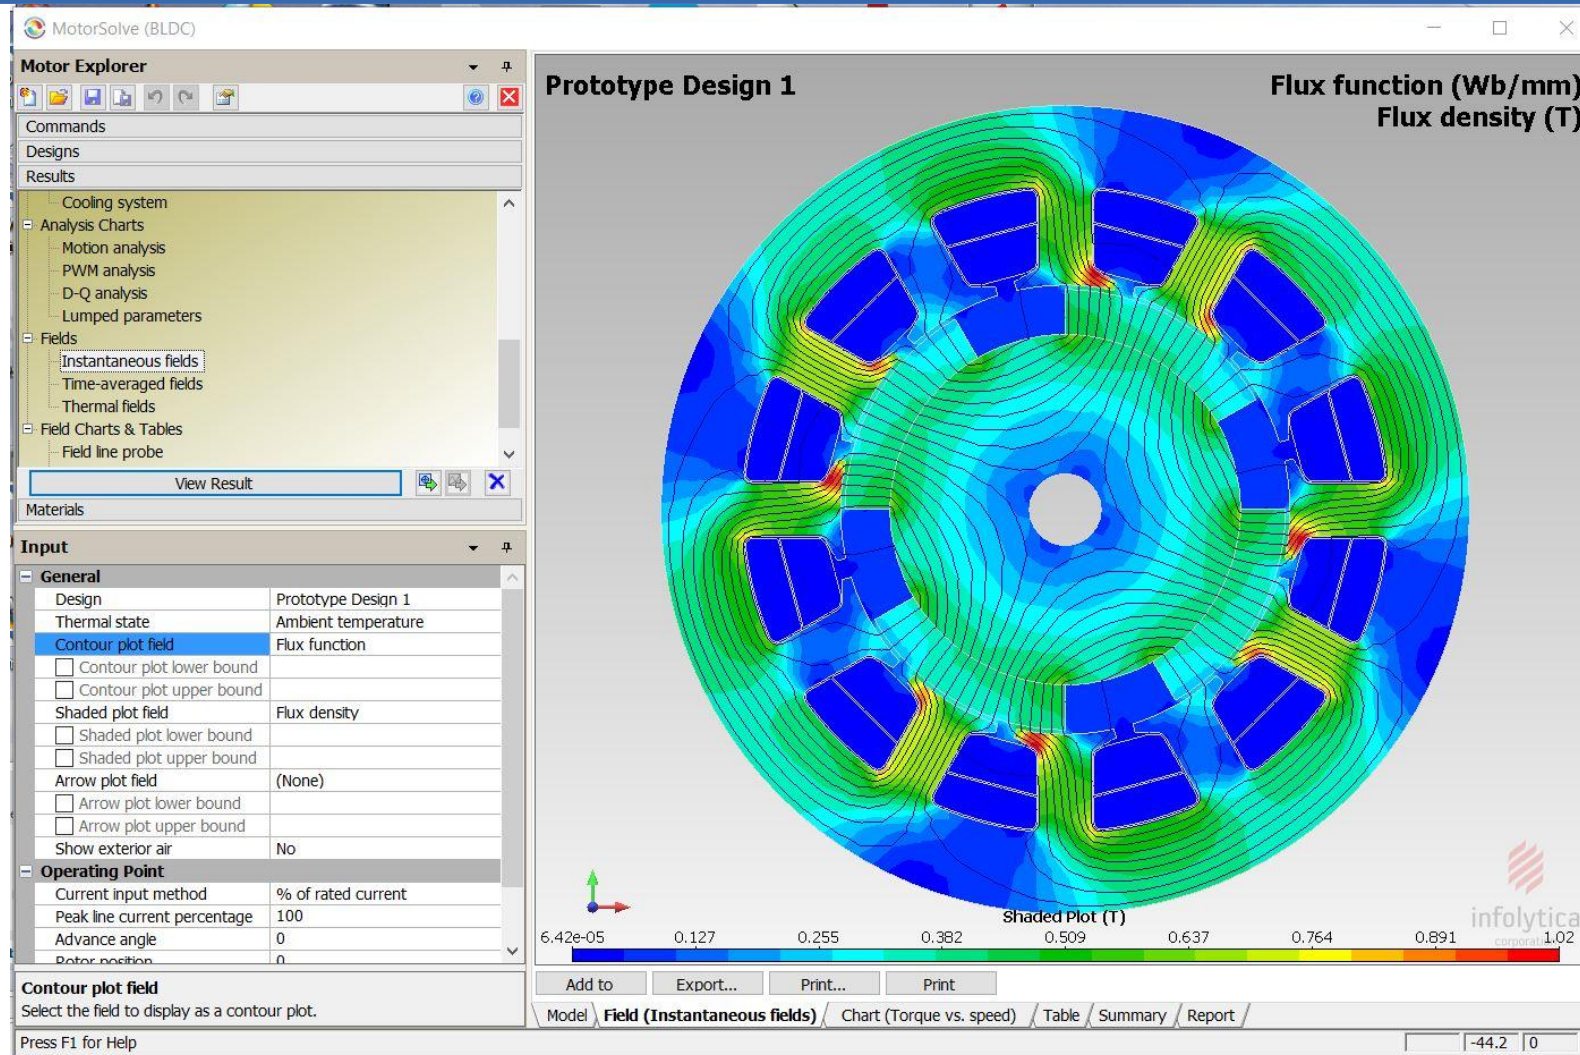 MotorSolve (BLDC)
Motor Explorer
Commands
Designs
Results
Cooling system
Analysis Charts
Motion analysis
PWM analysis
D-Q analysis
Lumped parameters
Fields
Instantaneous fields
Time-averaged fields
Thermal fields
Field Charts & Tables
Field line probe
View Result
Materials
Input
General
Design Prototype Design 1
Thermal state Ambient temperature
Contour plot field Flux function
Contour plot lower bound
Contour plot upper bound
Shaded plot field Flux density
Shaded plot lower bound
Shaded plot upper bound
Arrow plot field (None)
Arrow plot lower bound
Arrow plot upper bound
Show exterior air No
Operating Point
Current input method % of rated current
Peak line current percentage 100
Advance angle 0
Rotor position 0
Contour plot field
Select the field to display as a contour plot.
Press F1 for Help
Prototype Design 1
Flux function (Wb/mm)
Flux density (T)
Shaded Plot (T)
6.42e-05 0.127 0.255 0.382 0.509 0.637 0.764 0.891 1.02
infolytica
corporation
Add to Export... Print... Print
Model Field (Instantaneous fields) Chart (Torque vs. speed) Table Summary Report
-44.2 0